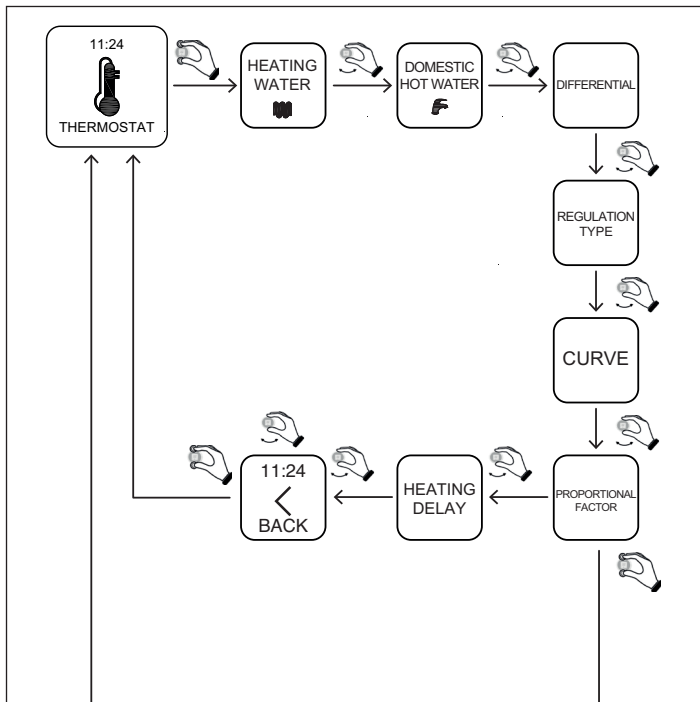 11:24
THERMOSTAT
HEATING
WATER
DOMESTIC
HOT WATER
DIFFERENTIAL
REGULATION
TYPE
CURVE
PROPORTIONAL
FACTOR
HEATING
DELAY
11:24
BACK